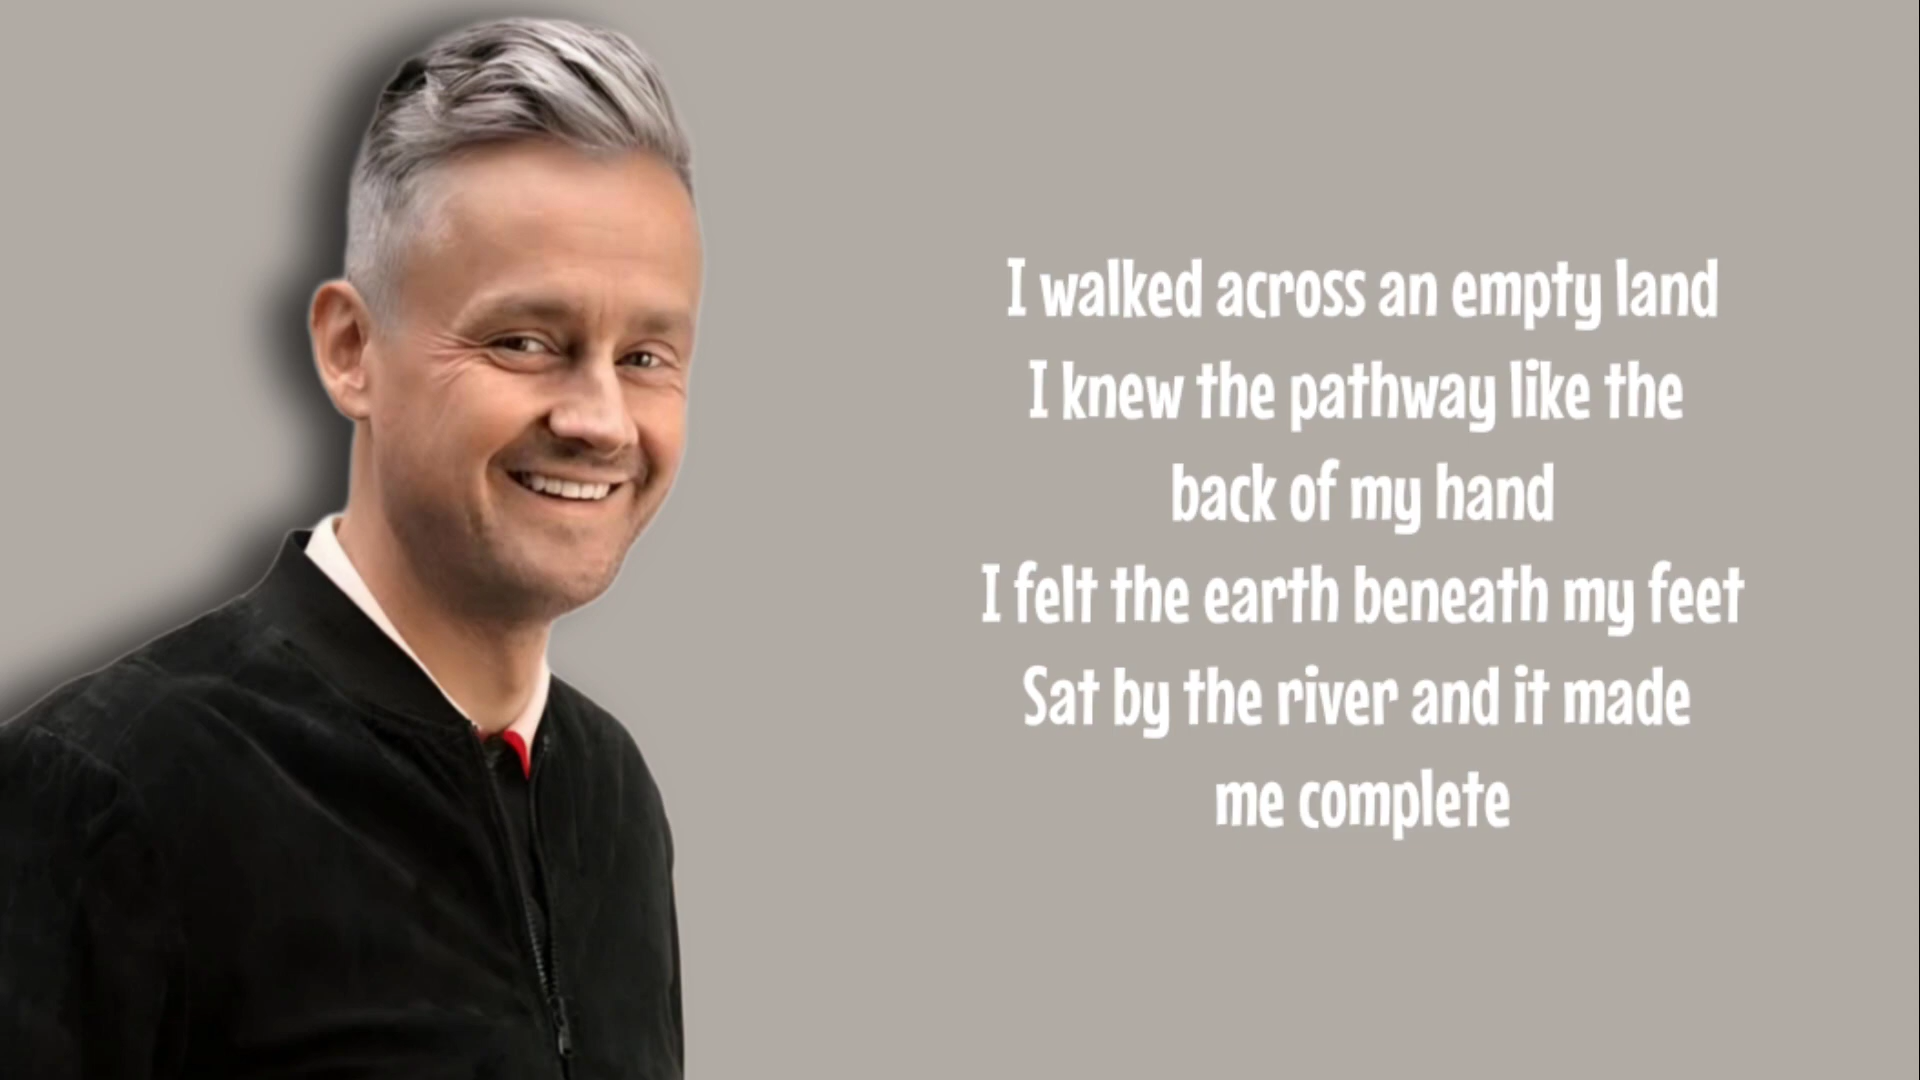 I walked across an empty land
I knew the pathway like the
back of my hand
I felt the earth beneath my feet
Sat by the river and it made
me complete